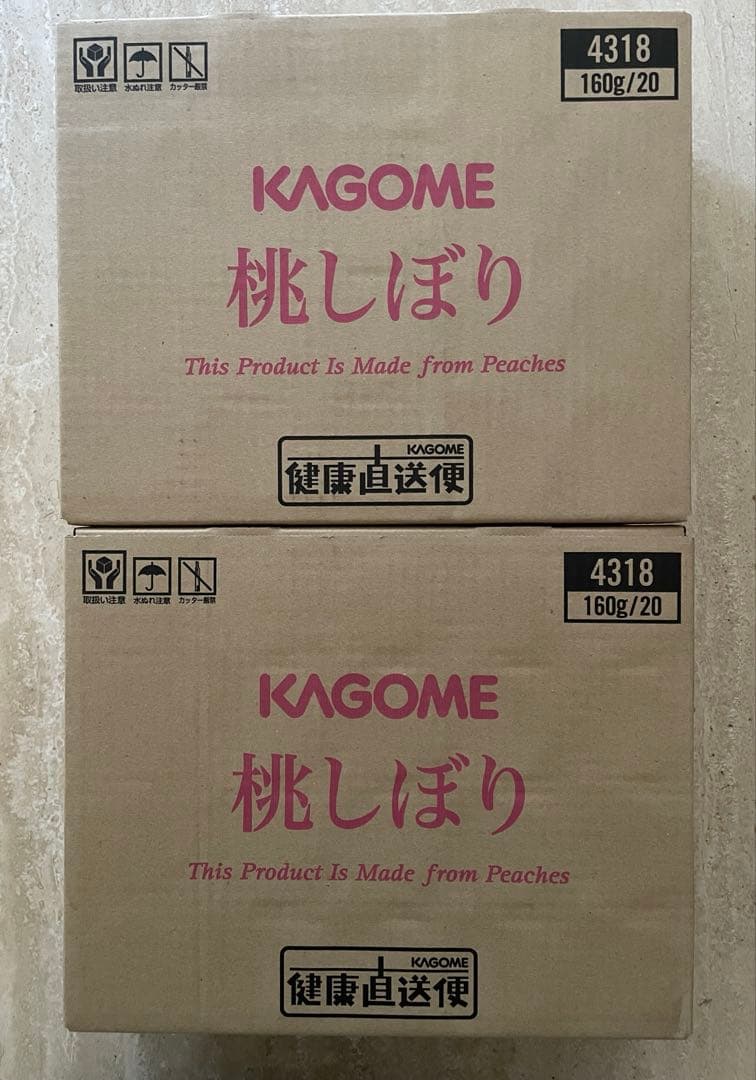 取扱い注意 水ぬれ注意 カッター厳禁
4318
160g/20
KAGOME
桃しぼり
This Product Is Made from Peaches
KAGOME
健康直送便
取扱い注意 水ぬれ注意 カッター厳禁
4318
160g/20
KAGOME
桃しぼり
This Product Is Made from Peaches
KAGOME
健康直送便